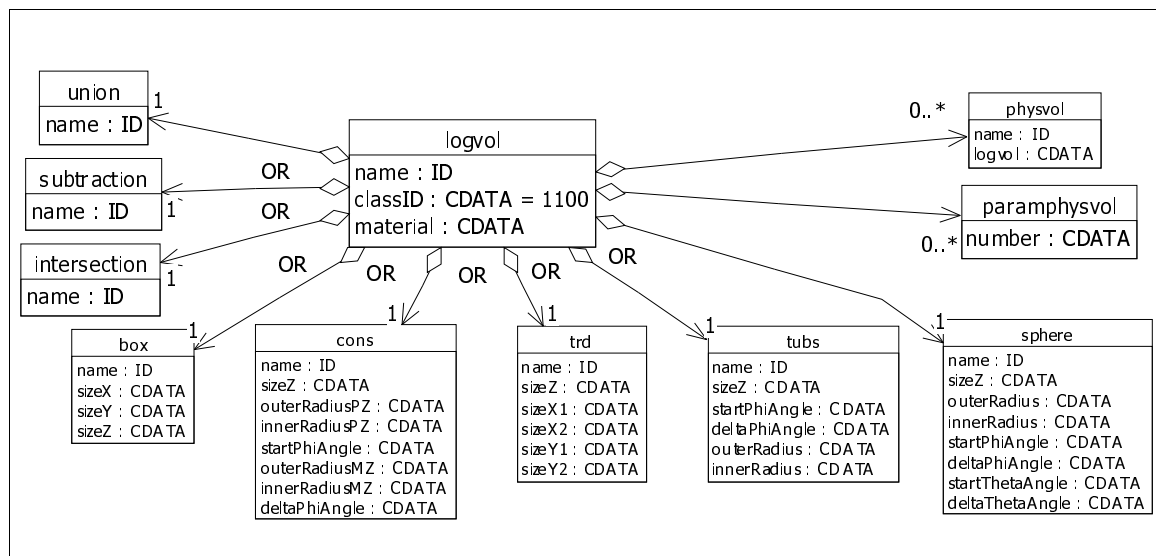 union
name : ID
1
subtraction
name : ID
1
intersection
name : ID
1
logvol
name : ID
classID : CDATA = 1100
material : CDATA
OR
OR
OR
OR
OR
OR
OR
0..*
physvol
name : ID
logvol : CDATA
paramphysvol
number : CDATA
0..*
1
box
name : ID
sizeX : CDATA
sizeY : CDATA
sizeZ : CDATA
1
cons
name : ID
sizeZ : CDATA
outerRadiusPZ : CDATA
innerRadiusPZ : CDATA
startPhiAngle : CDATA
outerRadiusMZ : CDATA
innerRadiusMZ : CDATA
deltaPhiAngle : CDATA
1
trd
name : ID
sizeZ : CDATA
sizeX1 : CDATA
sizeX2 : CDATA
sizeY1 : CDATA
sizeY2 : CDATA
1
tubs
name : ID
sizeZ : CDATA
startPhiAngle : CDATA
deltaPhiAngle : CDATA
outerRadius : CDATA
innerRadius : CDATA
1
sphere
name : ID
sizeZ : CDATA
outerRadius : CDATA
innerRadius : CDATA
startPhiAngle : CDATA
deltaPhiAngle : CDATA
startThetaAngle : CDATA
deltaThetaAngle : CDATA